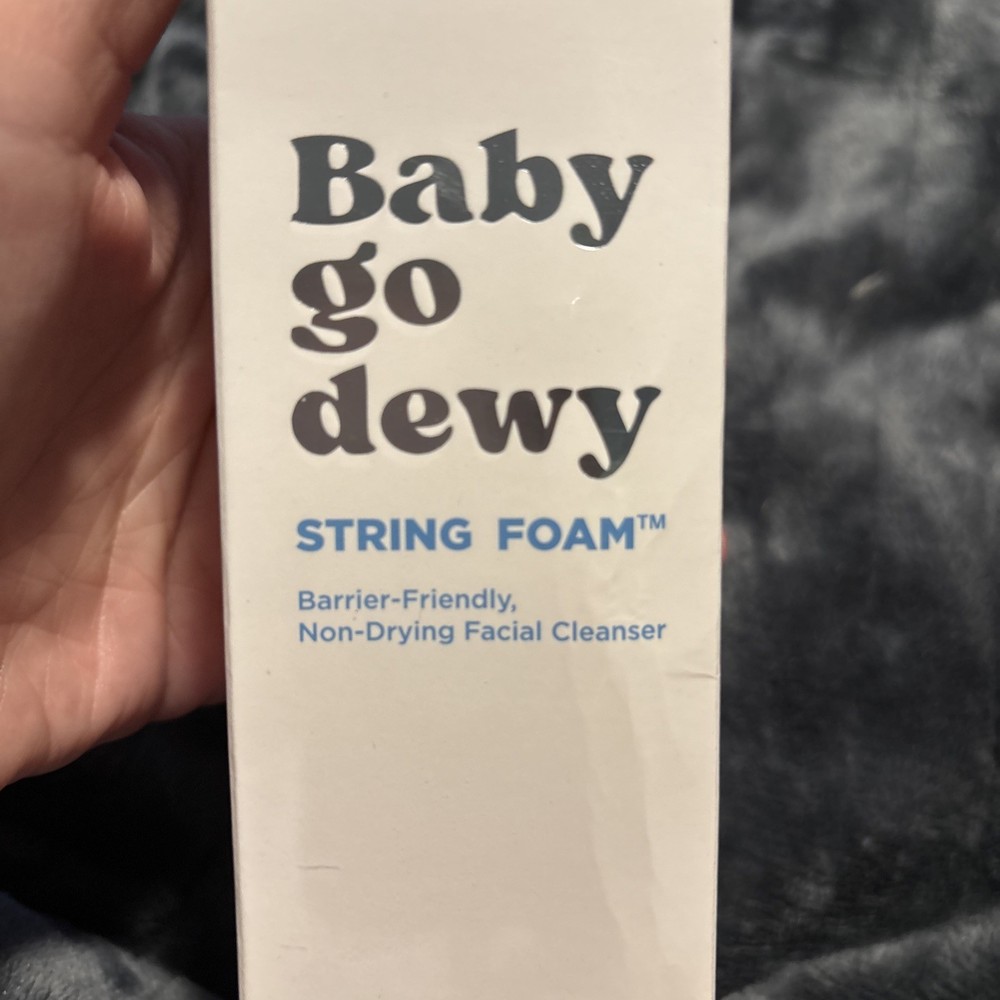 Baby
go
dewy
STRING FOAM™
Barrier-Friendly,
Non-Drying Facial Cleanser